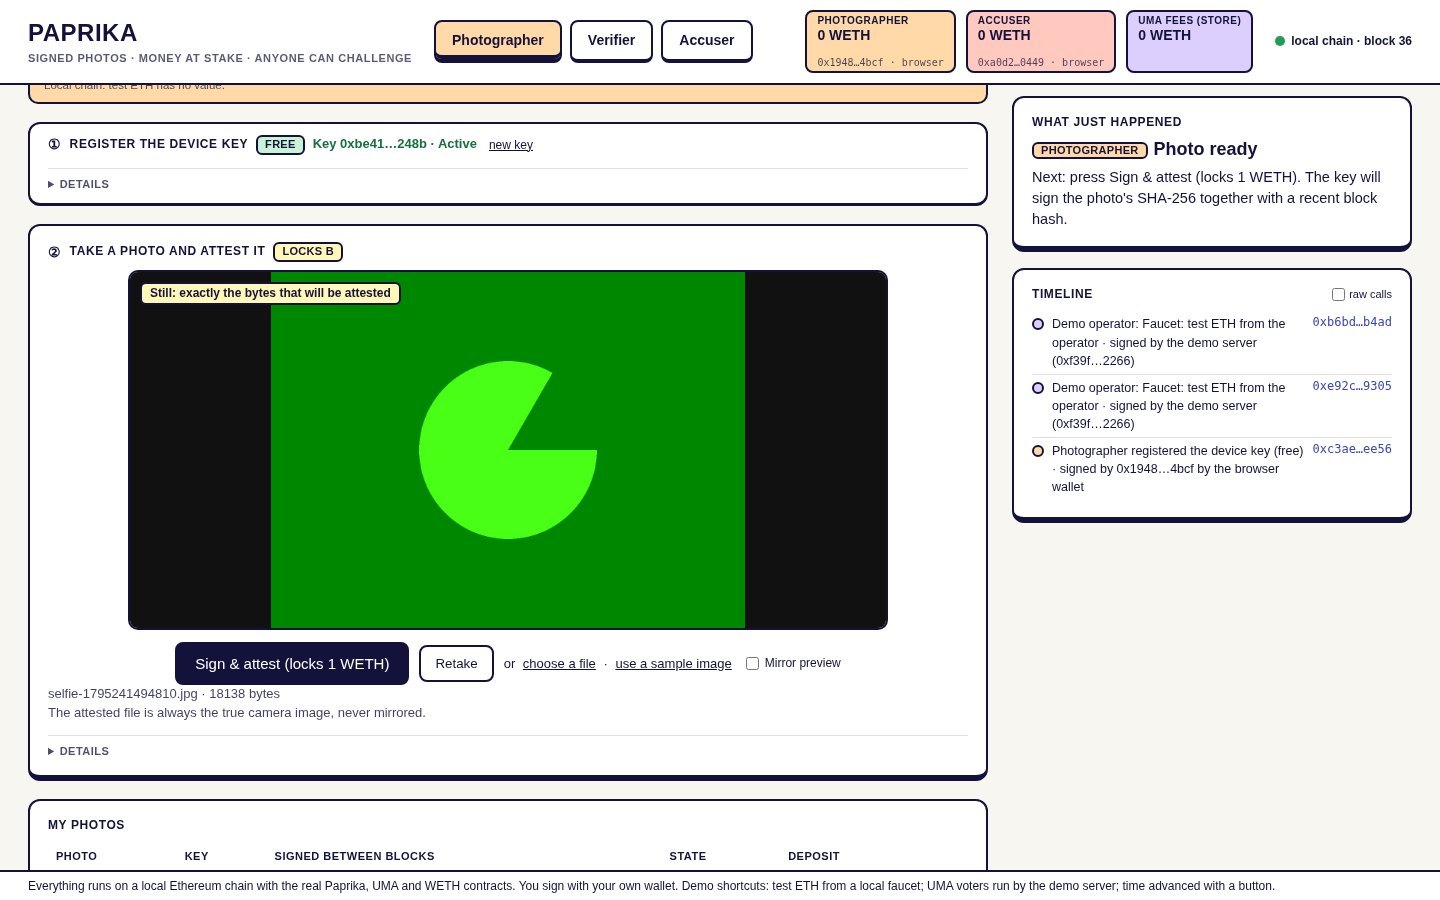 PAPRIKA
SIGNED PHOTOS · MONEY AT STAKE · ANYONE CAN CHALLENGE
Photographer
Verifier
Accuser
PHOTOGRAPHER
0 WETH
0x1948…4bcf · browser
ACCUSER
0 WETH
0xa0d2…0449 · browser
UMA FEES (STORE)
0 WETH
local chain · block 36
Local chain: test ETH has no value.
① REGISTER THE DEVICE KEY FREE Key 0xbe41…248b · Active new key
▸ DETAILS
② TAKE A PHOTO AND ATTEST IT LOCKS B
Still: exactly the bytes that will be attested
Sign & attest (locks 1 WETH) Retake or choose a file · use a sample image Mirror preview
selfie-1795241494810.jpg · 18138 bytes
The attested file is always the true camera image, never mirrored.
▸ DETAILS
MY PHOTOS
PHOTO KEY SIGNED BETWEEN BLOCKS STATE DEPOSIT
WHAT JUST HAPPENED
PHOTOGRAPHER Photo ready
Next: press Sign & attest (locks 1 WETH). The key will
sign the photo's SHA-256 together with a recent block
hash.
TIMELINE raw calls
Demo operator: Faucet: test ETH from the 0xb6bd…b4ad
operator · signed by the demo server
(0xf39f…2266)
Demo operator: Faucet: test ETH from the 0xe92c…9305
operator · signed by the demo server
(0xf39f…2266)
Photographer registered the device key (free) 0xc3ae…ee56
· signed by 0x1948…4bcf by the browser
wallet
Everything runs on a local Ethereum chain with the real Paprika, UMA and WETH contracts. You sign with your own wallet. Demo shortcuts: test ETH from a local faucet; UMA voters run by the demo server; time advanced with a button.